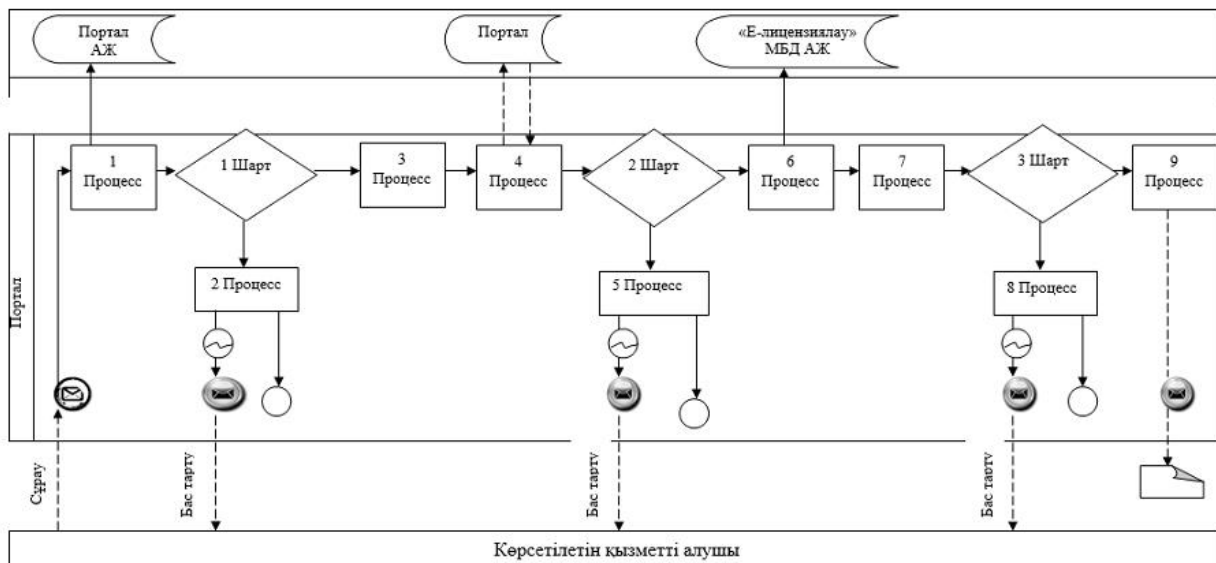 Портал
АЖ
Портал
«Е-лицензиялау»
МБД АЖ
1
Процесс
1 Шарт
3
Процесс
4
Процесс
2 Шарт
6
Процесс
7
Процесс
3 Шарт
9
Процесс
2 Процесс
5 Процесс
8 Процесс
Портал
Сұрау
Бас тарту
Бас тарту
Бас тарту
Көрсетілетін қызметті алушы